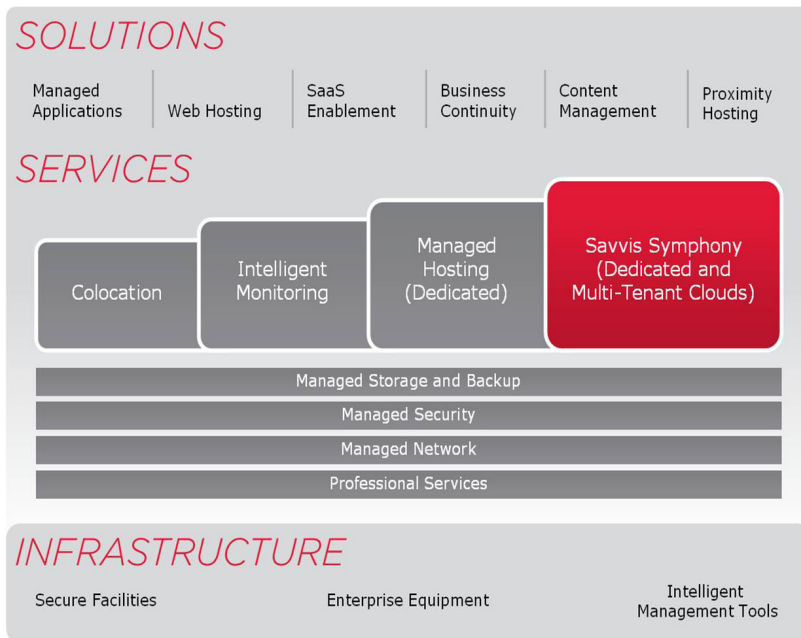 SOLUTIONS
Managed Applications
Web Hosting
SaaS Enablement
Business Continuity
Content Management
Proximity Hosting
SERVICES
Colocation
Intelligent
Monitoring
Managed
Hosting
(Dedicated)
Savvis Symphony
(Dedicated and
Multi-Tenant Clouds)
Managed Storage and Backup
Managed Security
Managed Network
Professional Services
INFRASTRUCTURE
Secure Facilities
Enterprise Equipment
Intelligent
Management Tools